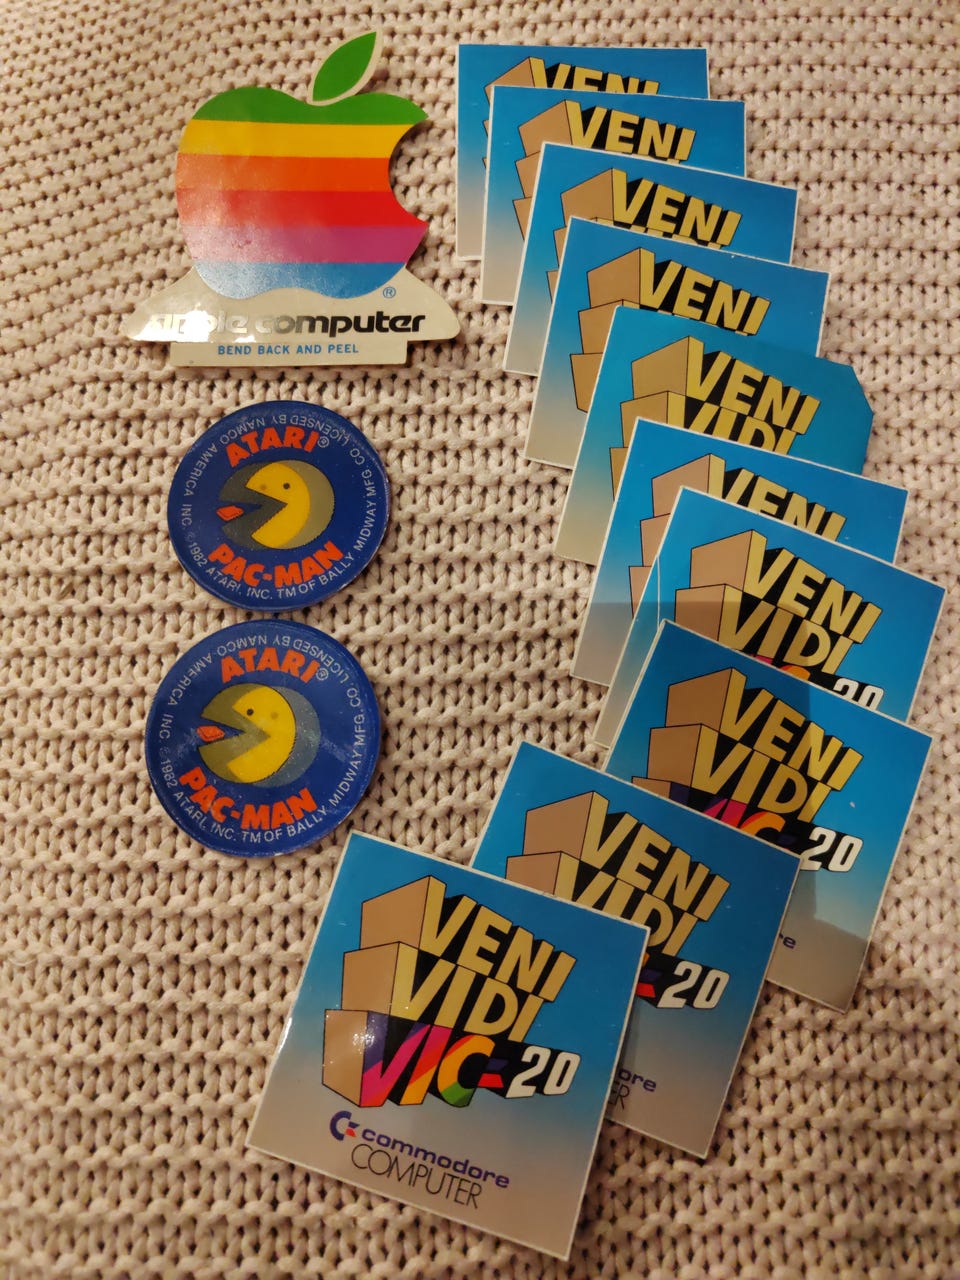 ®
apple computer
BEND BACK AND PEEL
ATARI®
PAC-MAN
© 1982 ATARI, INC. TM OF BALLY MIDWAY MFG. CO. LICENSED BY NAMCO AMERICA INC
ATARI®
PAC-MAN
© 1982 ATARI, INC. TM OF BALLY MIDWAY MFG. CO. LICENSED BY NAMCO AMERICA INC
VENI
VENI
VENI
VENI
VENI
VIDI
VENI
VENI
VIDI
20
VENI
VIDI
VIC-20
re
VENI
VIDI
20
ore
ER
VENI
VIDI
VIC-20
commodore
COMPUTER